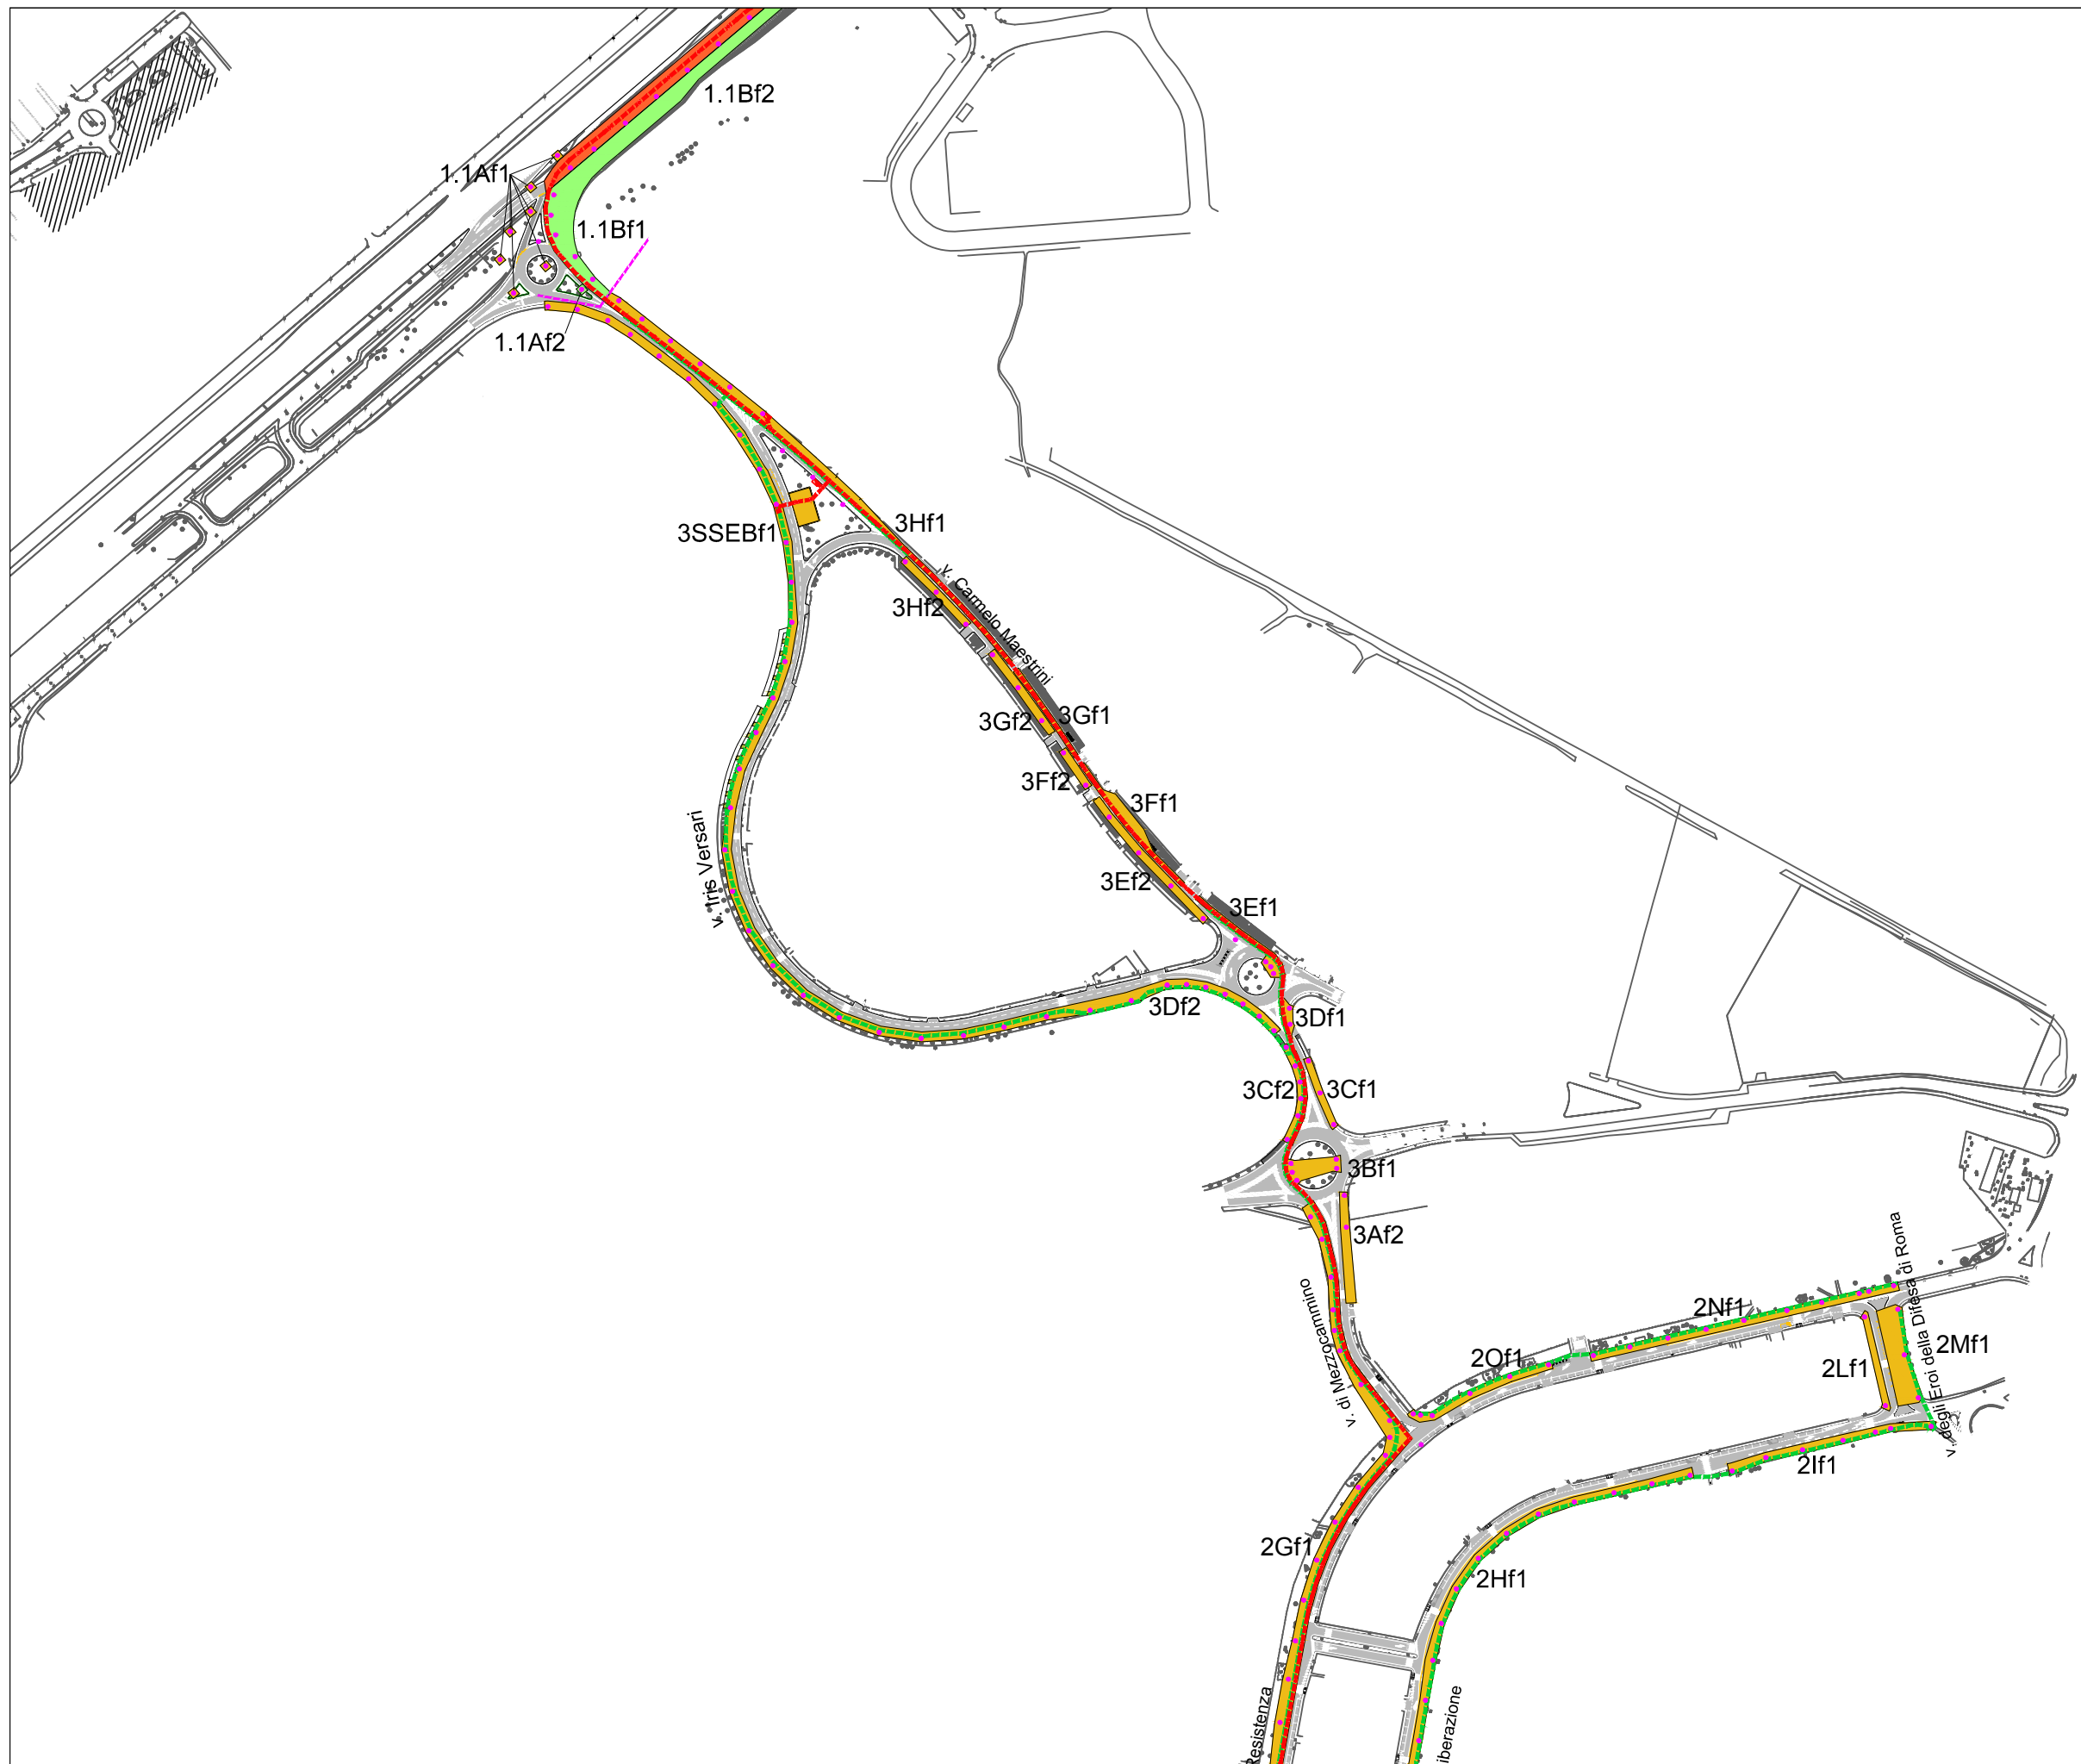 1.1Bf2
1.1Af1
1.1Bf1
1.1Af2
3SSEBf1
3Hf1
v. Carmelo Maestrini
3Hf2
3Gf2
3Gf1
3Ff2
3Ff1
v. Tris Versari
3Ef2
3Ef1
3Df2
3Df1
3Cf2
3Cf1
3Bf1
3Af2
v. di Mezzocammino
v. degli Eroi della Difesa di Roma
2Nf1
2Of1
2Lf1
2Mf1
2If1
2Gf1
2Hf1
Resistenza
iberazione